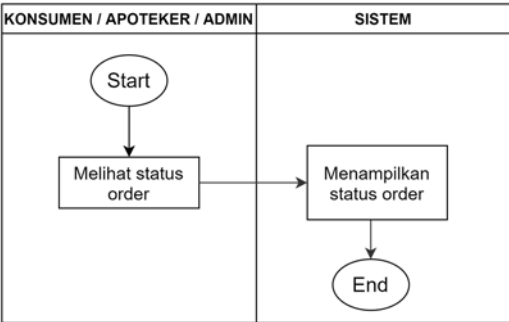 KONSUMEN / APOTEKER / ADMIN
SISTEM
Start
Melihat status
order
Menampilkan
status order
End